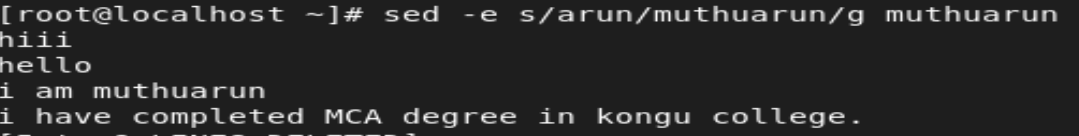 [root@localhost ~]# sed -e s/arun/muthuarun/g muthuarun
hiii
hello
i am muthuarun
i have completed MCA degree in kongu college.